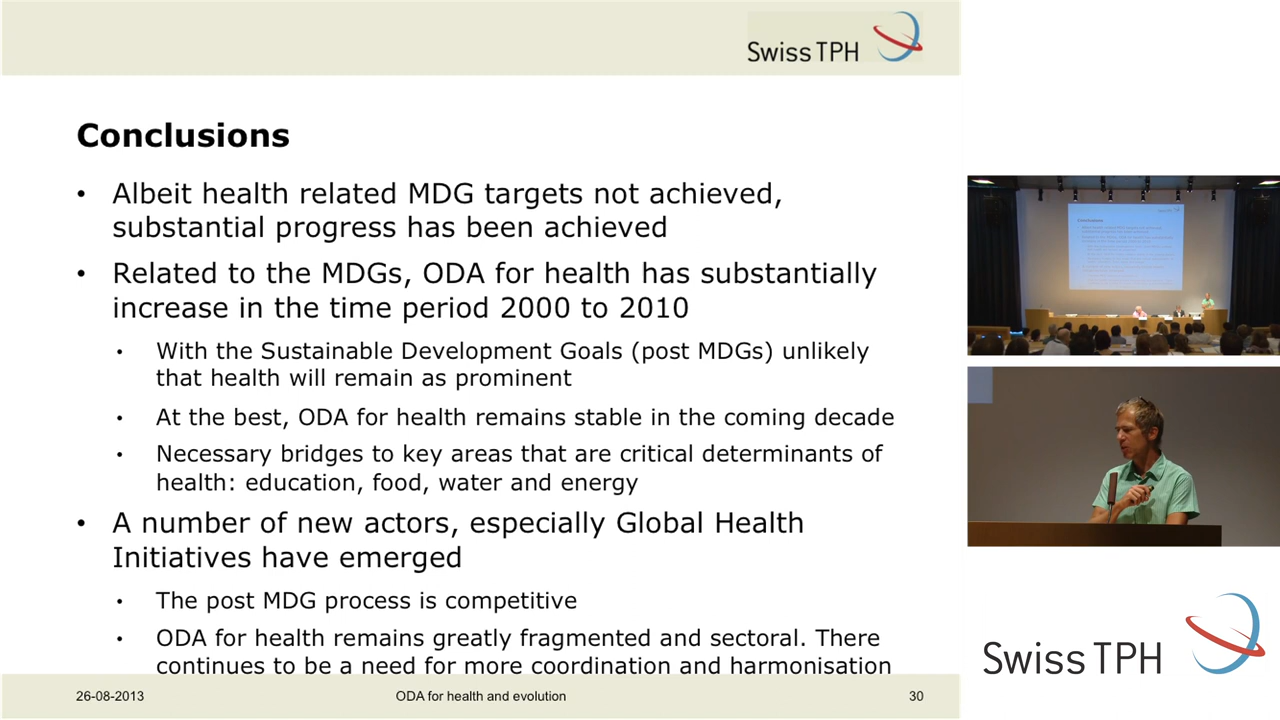 Swiss TPH
Conclusions
• Albeit health related MDG targets not achieved,
substantial progress has been achieved
• Related to the MDGs, ODA for health has substantially
increase in the time period 2000 to 2010
• With the Sustainable Development Goals (post MDGs) unlikely
that health will remain as prominent
• At the best, ODA for health remains stable in the coming decade
• Necessary bridges to key areas that are critical determinants of
health: education, food, water and energy
• A number of new actors, especially Global Health
Initiatives have emerged
• The post MDG process is competitive
• ODA for health remains greatly fragmented and sectoral. There
continues to be a need for more coordination and harmonisation
26-08-2013
ODA for health and evolution
30
Conclusions
Swiss TPH